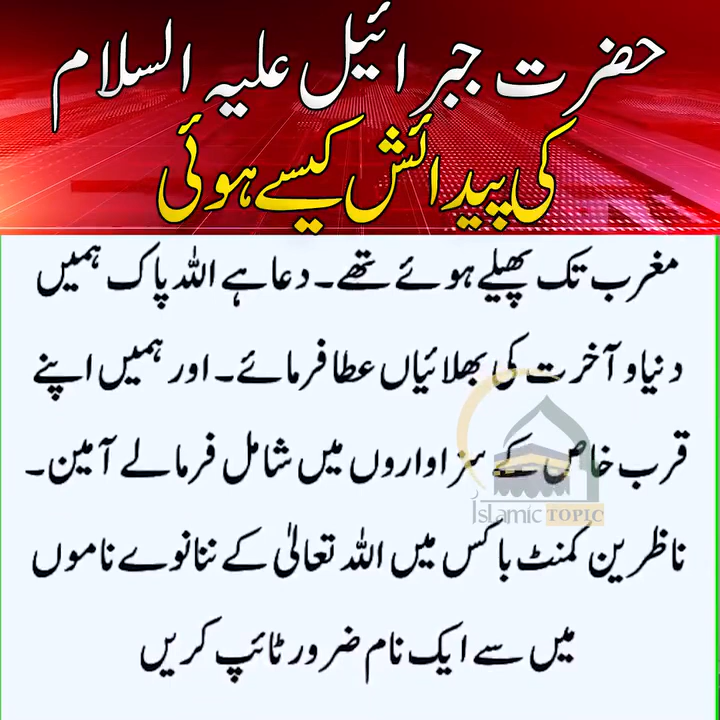 حضرت جبرائیل علیہ السلام
کی پیدائش کیسے ہوئی
مغرب تک پھیلے ہوئے تھے۔ دعا ہے اللہ پاک ہمیں
دنیا و آخرت کی بھلائیاں عطا فرمائے۔ اور ہمیں اپنے
قرب خاص کے سزاواروں میں شامل فرمالے آمین۔
Islamic TOPIC
ناظرین کمنٹ باکس میں اللہ تعالیٰ کے ننانوے ناموں
میں سے ایک نام ضرور ٹائپ کریں